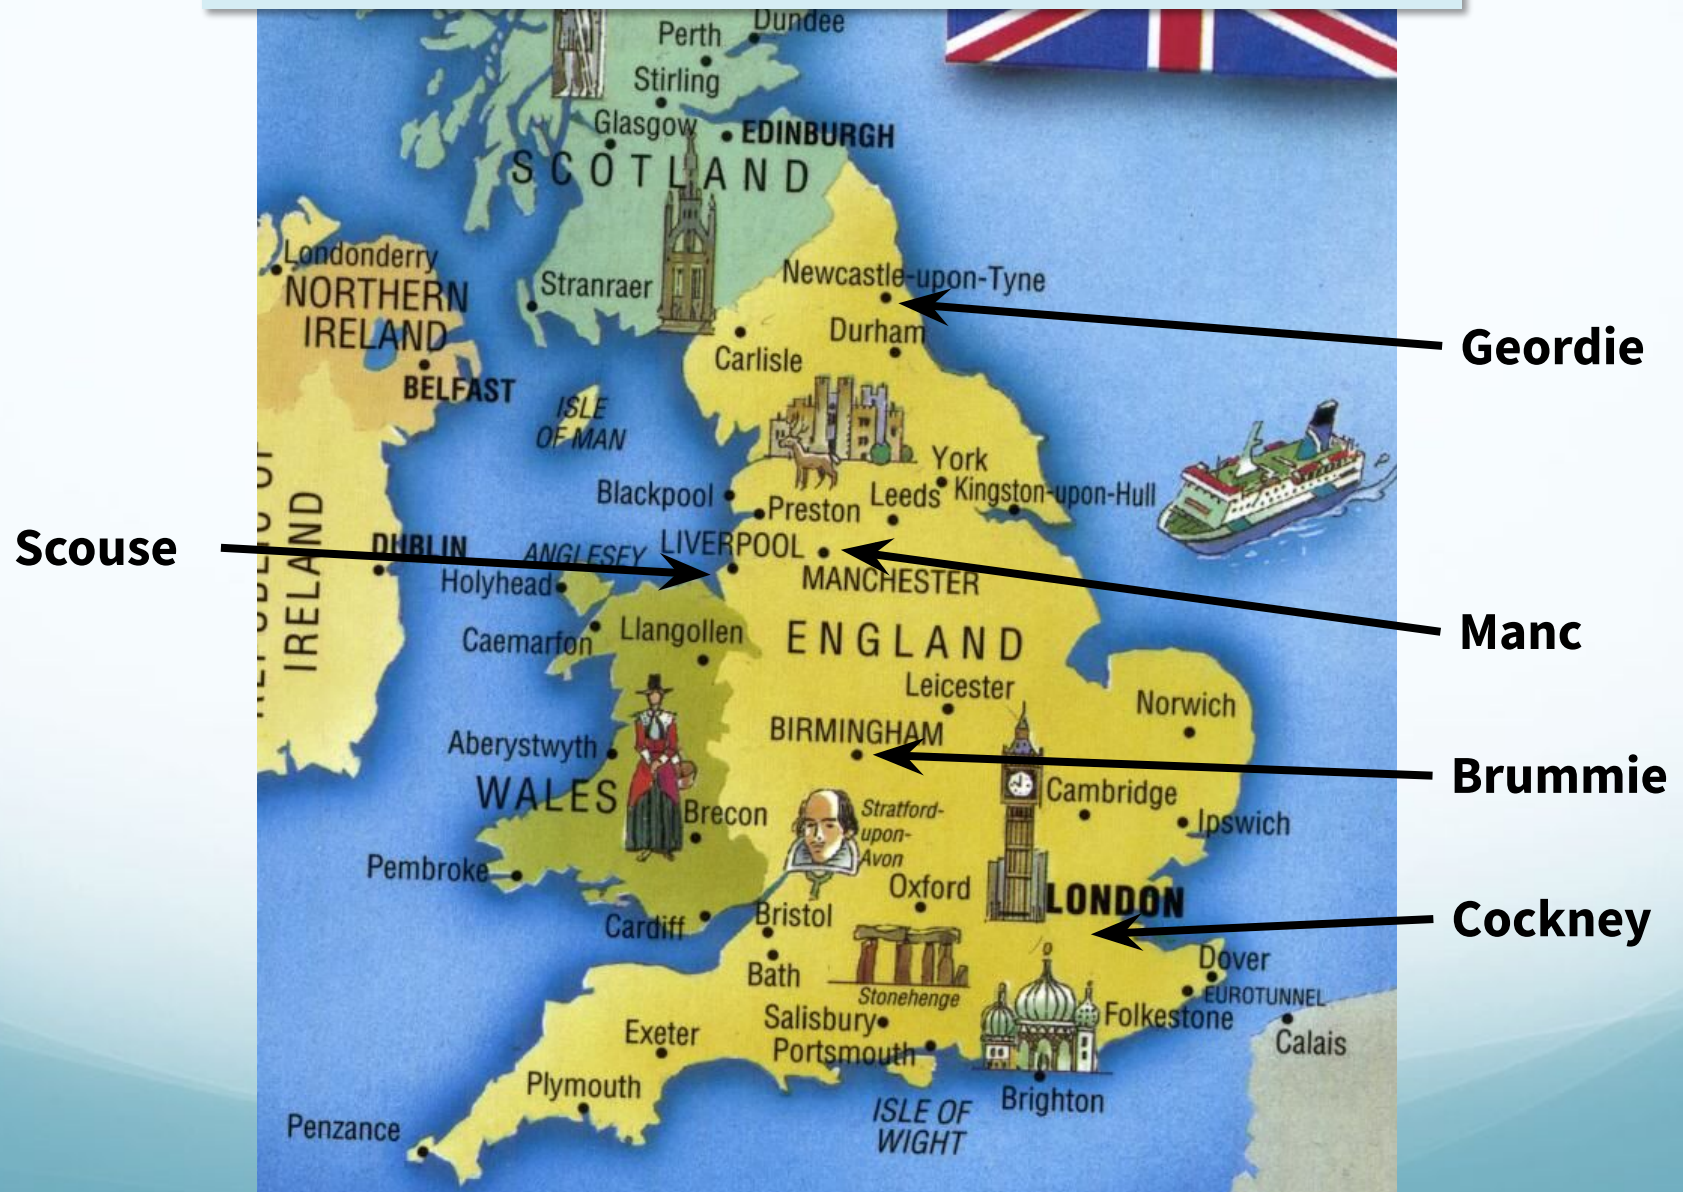 Dundee
Perth
Stirling
Glasgow
EDINBURGH
SCOTLAND
Londonderry
NORTHERN
IRELAND
BELFAST
Stranraer
Newcastle-upon-Tyne
Durham
Carlisle
Geordie
ISLE
OF MAN
York
Blackpool
Preston
Leeds
Kingston-upon-Hull
Scouse
DUBLIN
IRELAND
ANGLESEY
Holyhead
LIVERPOOL
MANCHESTER
Manc
Caernarfon
Llangollen
ENGLAND
Leicester
Norwich
BIRMINGHAM
Brummie
Aberystwyth
WALES
Brecon
Stratford-
upon-
Avon
Cambridge
Ipswich
Pembroke
Oxford
LONDON
Cockney
Cardiff
Bristol
Bath
Stonehenge
Dover
EUROTUNNEL
Folkestone
Calais
Salisbury
Portsmouth
Exeter
Plymouth
Brighton
Penzance
ISLE OF
WIGHT